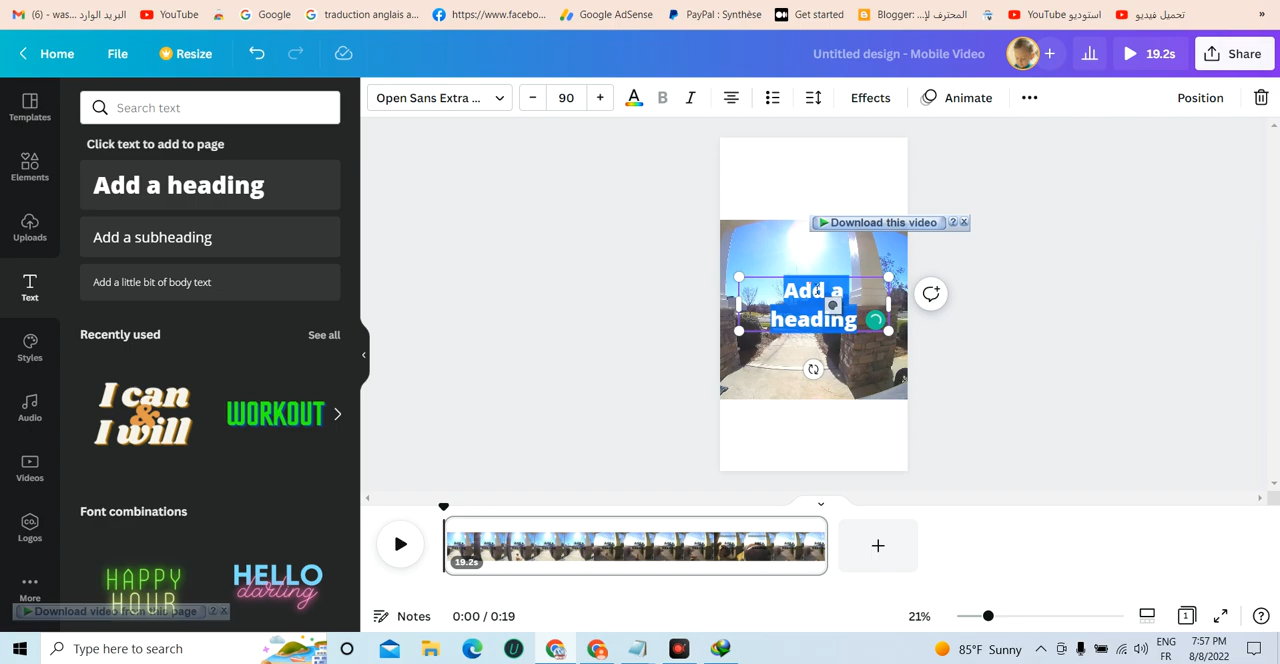 (6) - was... البريد الوارد
YouTube
Google
traduction anglais a...
https://www.facebo...
Google AdSense
PayPal : Synthèse
Get started
Blogger: المحترف للإ...
YouTube استوديو
تحميل فيديو
»
Home
File
Resize
Untitled design - Mobile Video
19.2s
Share
Templates
Elements
Uploads
Text
Styles
Audio
Videos
CO.
Logos
More
Search text
Click text to add to page
Add a heading
Add a subheading
Add a little bit of body text
Recently used
See all
I can
&
I will
WORKOUT
Font combinations
HAPPY
HOUR
HELLO
darling
Download video from this page
? X
Open Sans Extra ...
− 90 +
A
B
I
Effects
Animate
Position
Download this video
? X
Add a
heading
19.2s
+
Notes
0:00 / 0:19
21%
1
?
Type here to search
85°F Sunny
ENG
FR
7:57 PM
8/8/2022